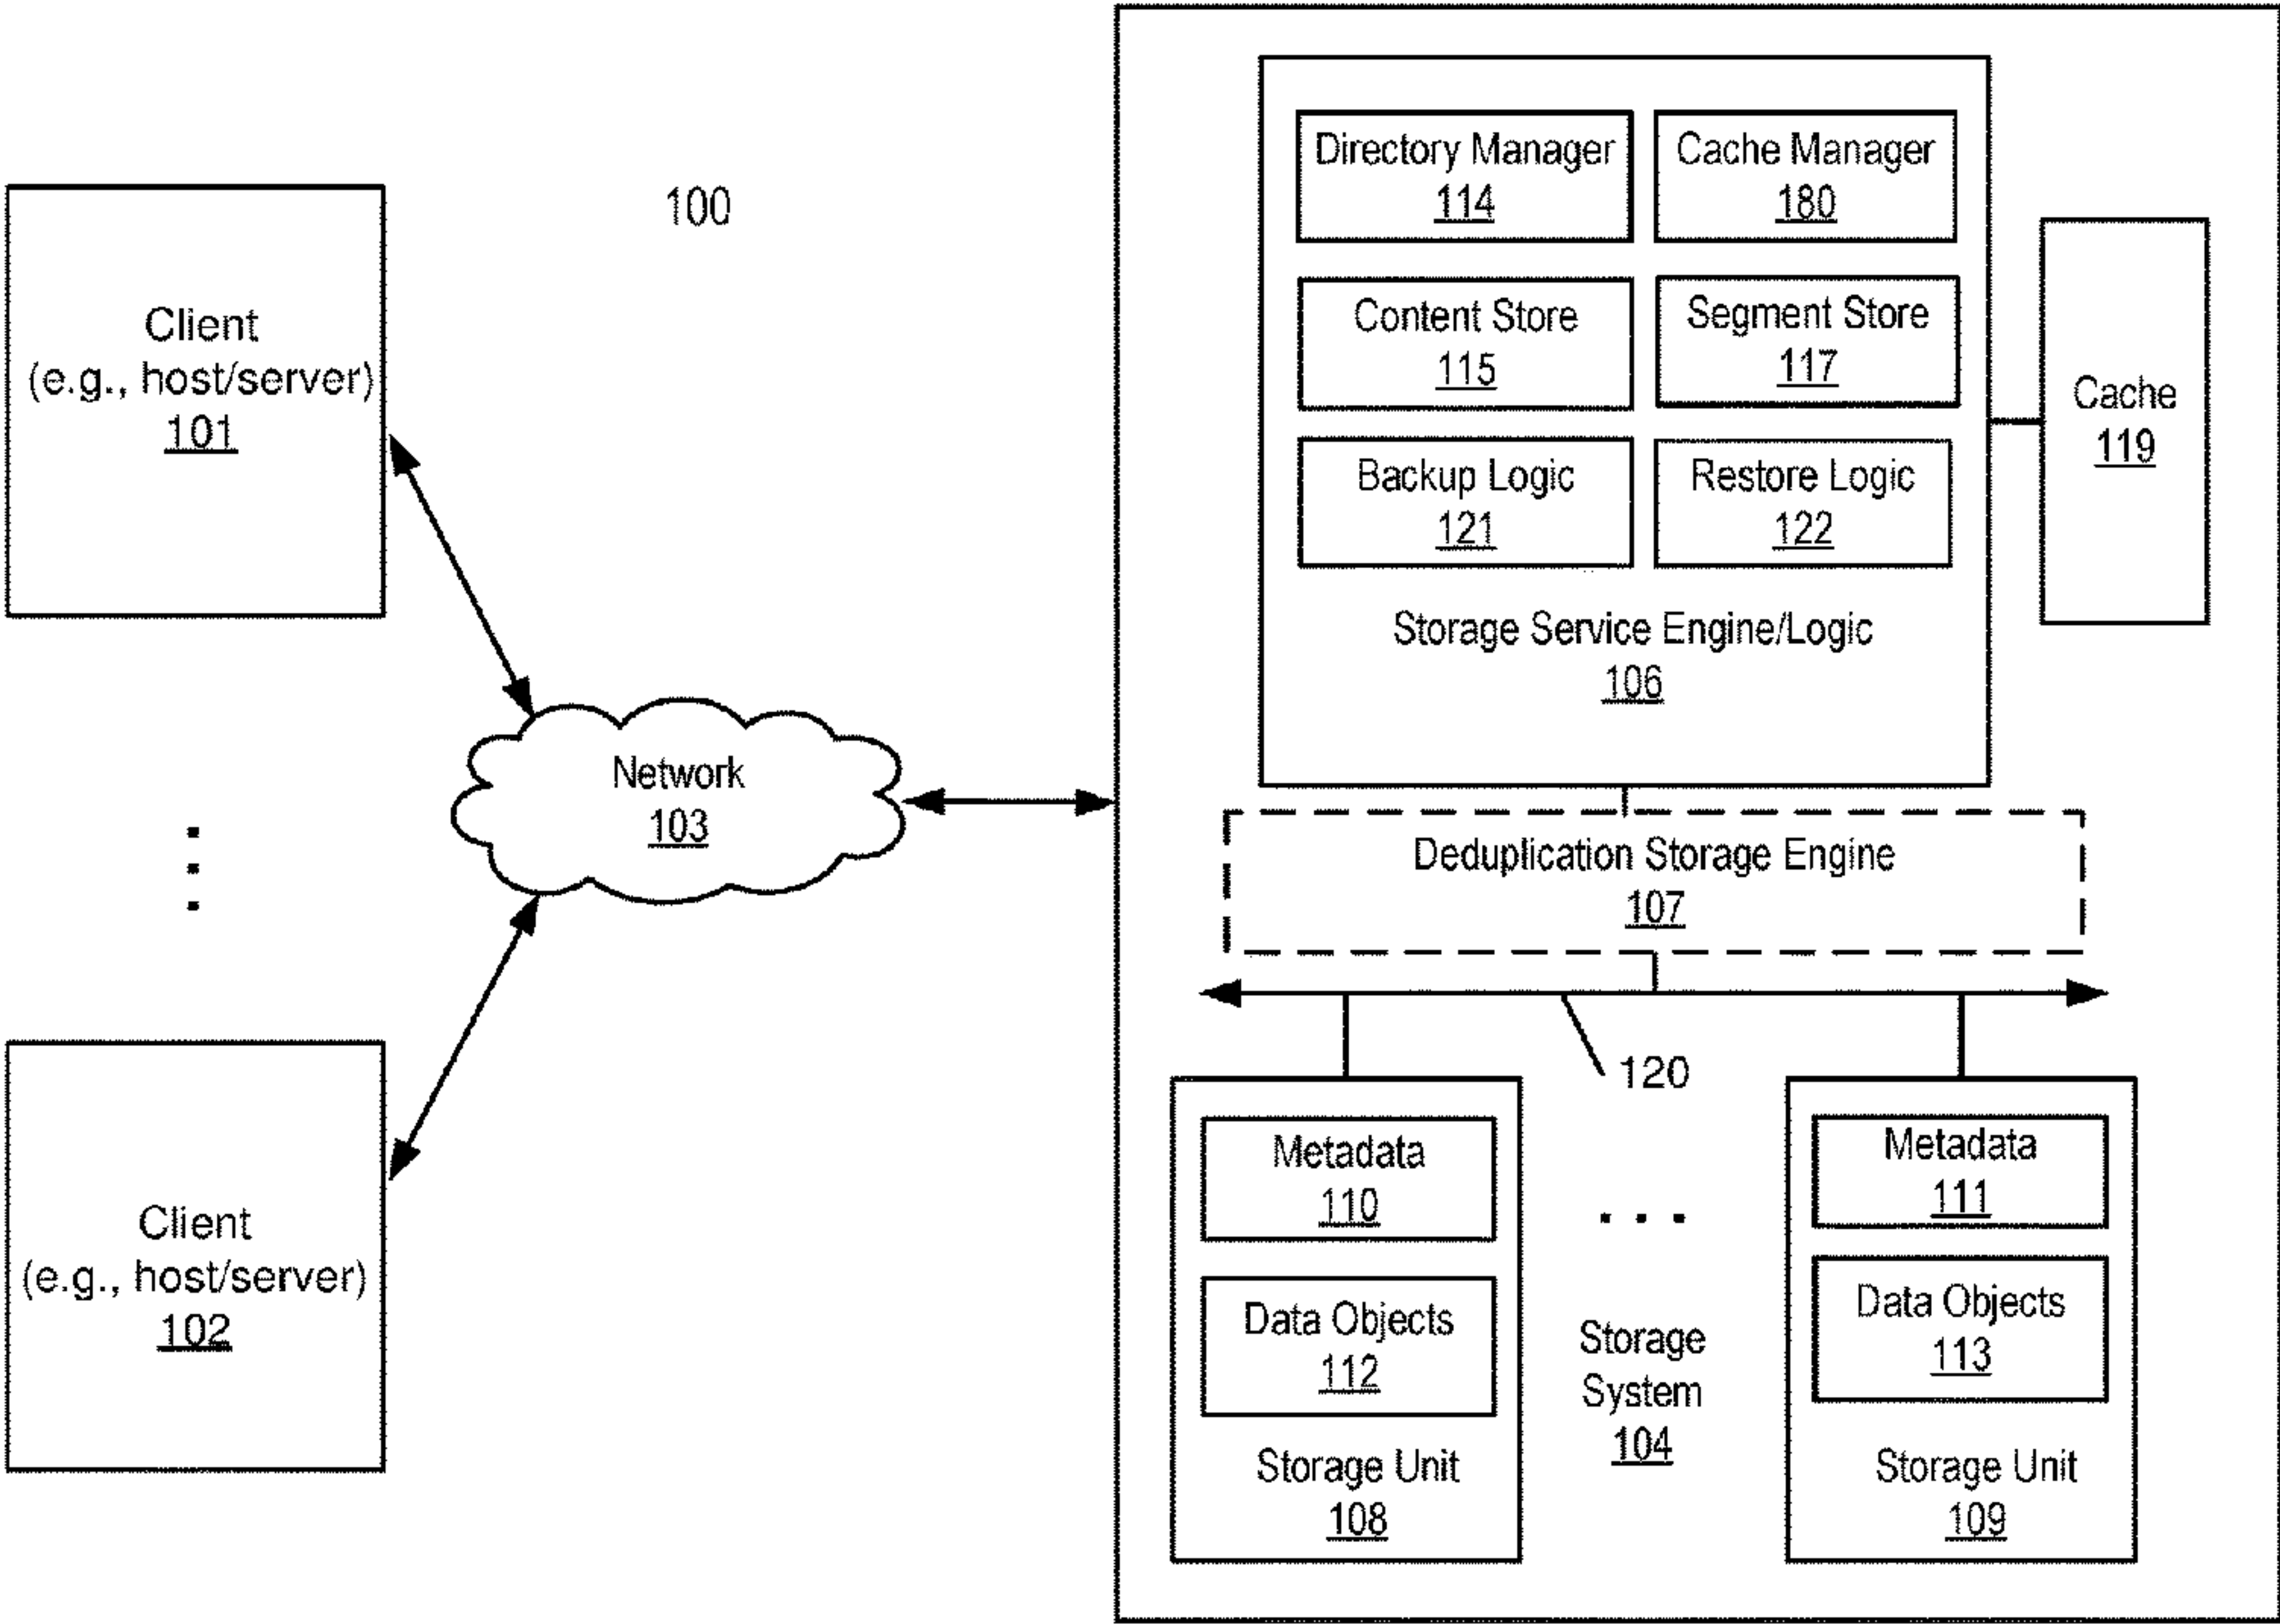 100
Client
(e.g., host/server)
101
Network
103
Client
(e.g., host/server)
102
Directory Manager
114
Cache Manager
180
Content Store
115
Segment Store
117
Backup Logic
121
Restore Logic
122
Storage Service Engine/Logic
106
Cache
119
Deduplication Storage Engine
107
120
Metadata
110
Data Objects
112
Storage Unit
108
Storage
System
104
Metadata
111
Data Objects
113
Storage Unit
109